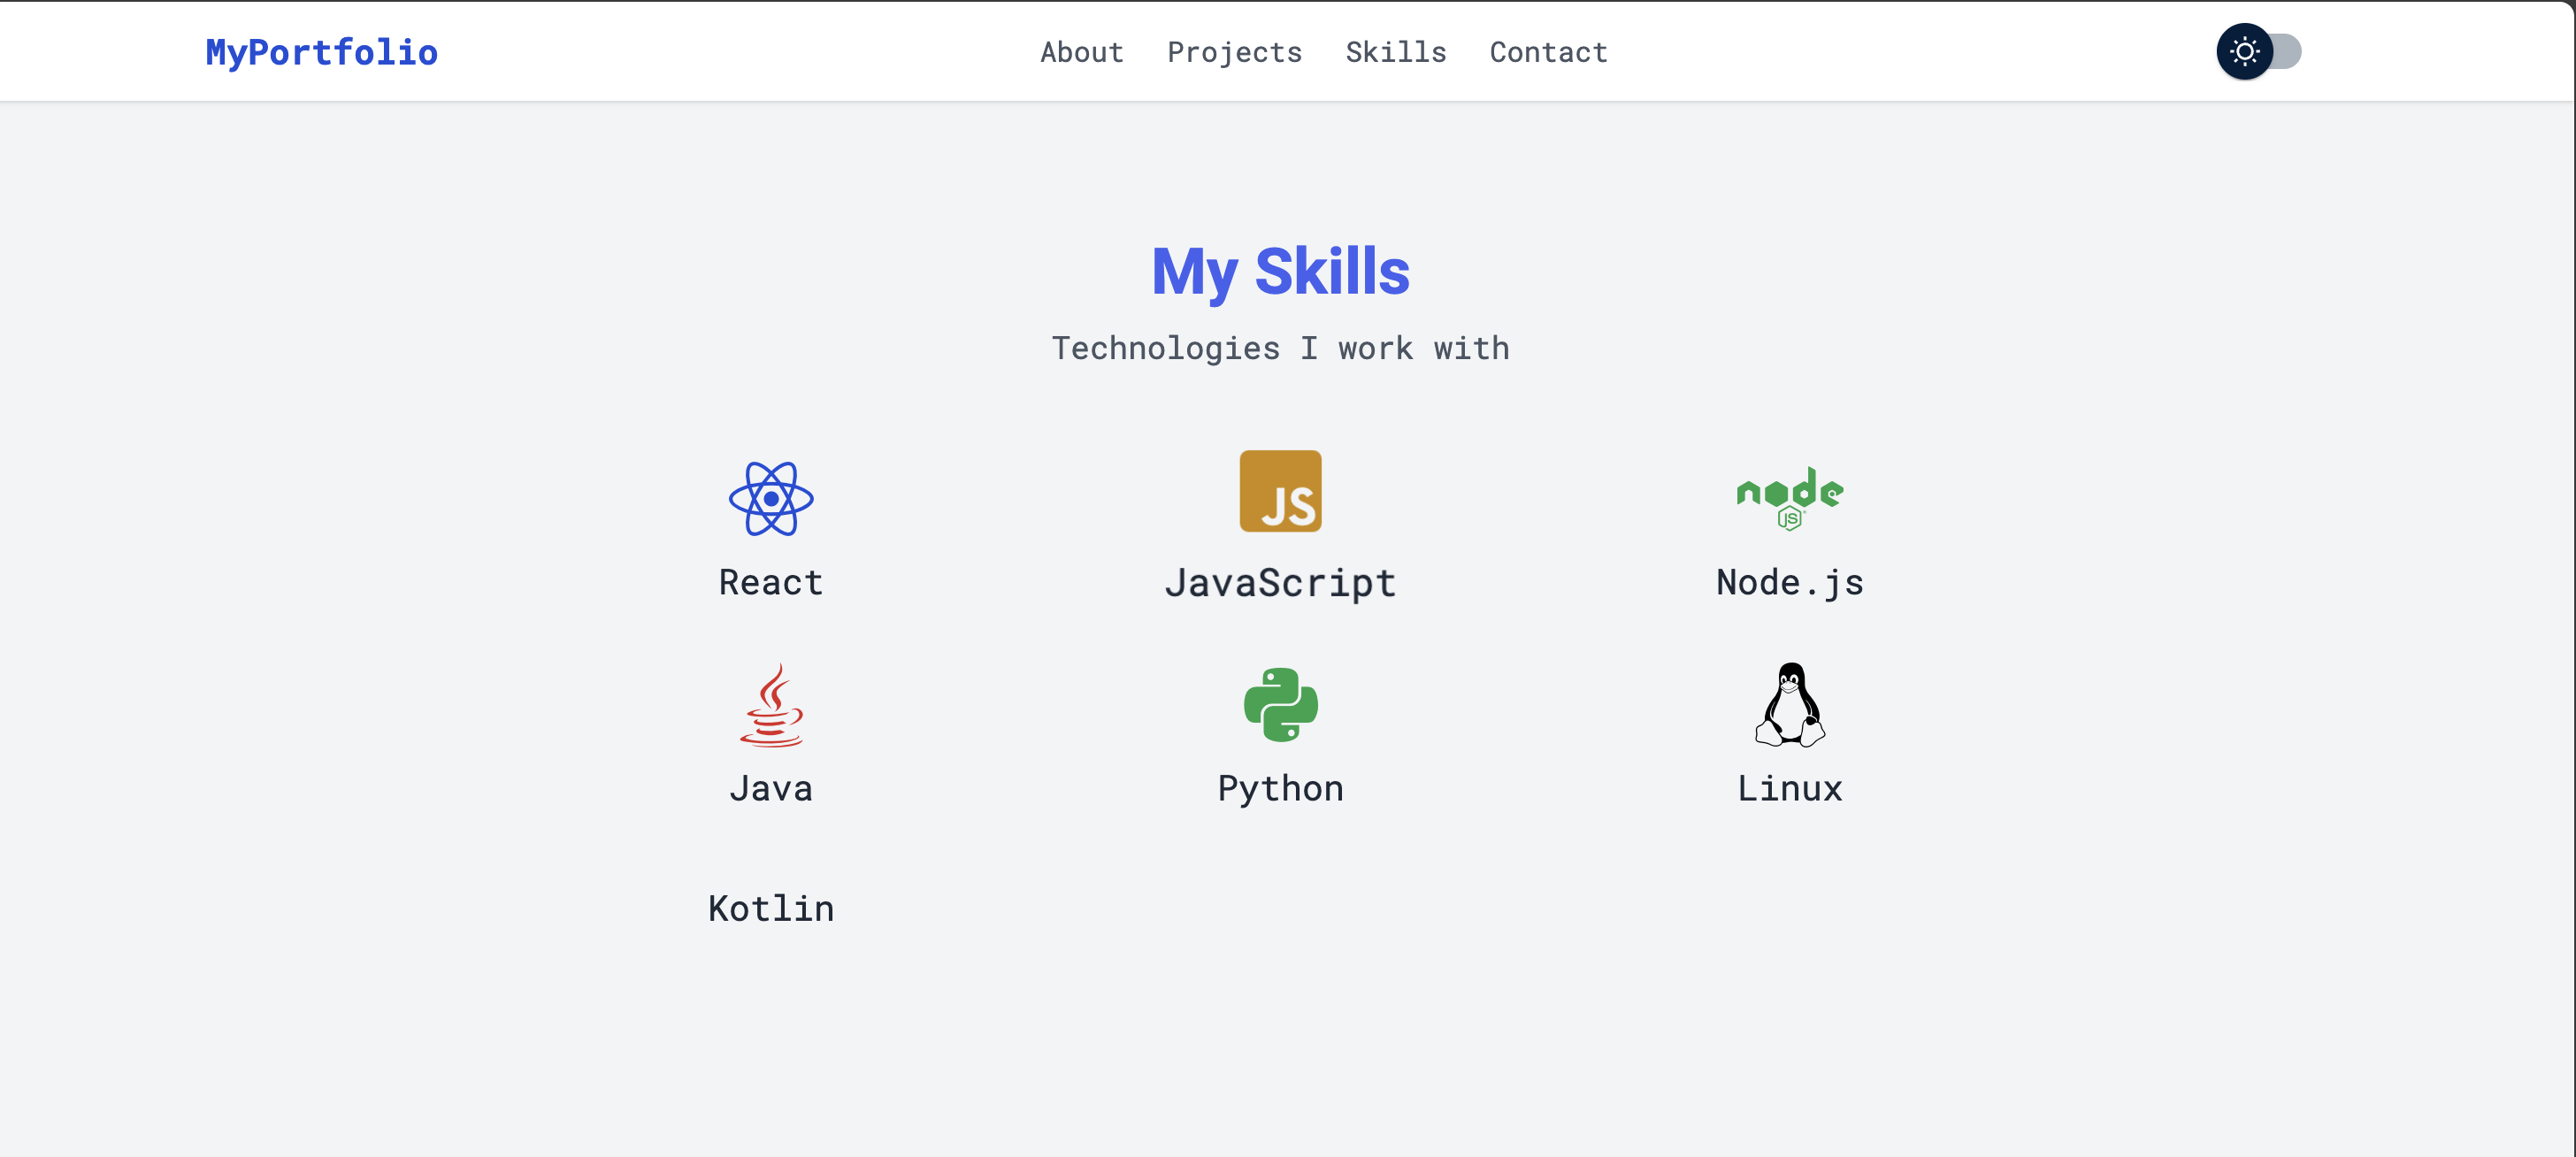 MyPortfolio
About Projects Skills Contact
My Skills
Technologies I work with
JS
node
JS
React JavaScript Node.js
Java Python Linux
Kotlin